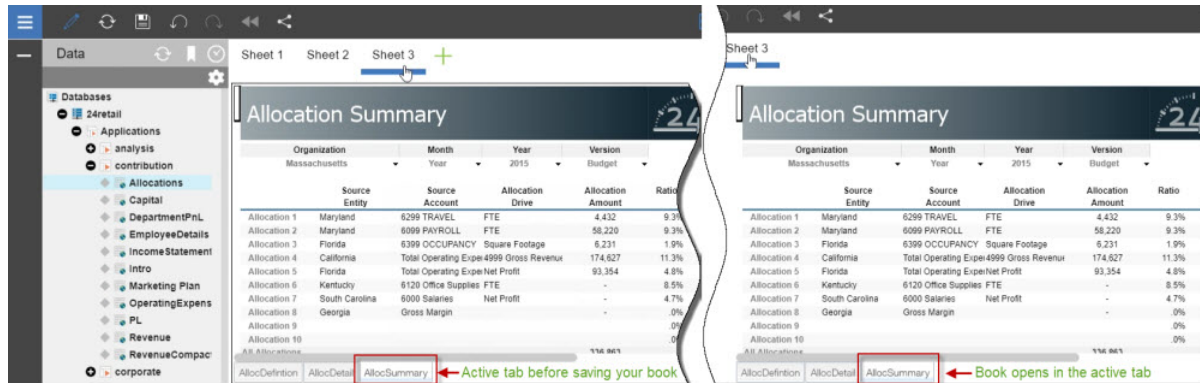 Data
Databases
24retail
Applications
analysis
contribution
Allocations
Capital
DepartmentPnL
EmployeeDetails
IncomeStatement
Intro
Marketing Plan
OperatingExpens
PL
Revenue
RevenueCompac
corporate
Sheet 1 Sheet 2 Sheet 3
Allocation Summary 24
Organization Month Year Version
Massachusetts Year 2015 Budget
Source Source Allocation Allocation Ratio
Entity Account Drive Amount
Allocation 1 Maryland 6299 TRAVEL FTE 4,432 9.3%
Allocation 2 Maryland 6099 PAYROLL FTE 58,220 9.3%
Allocation 3 Florida 6399 OCCUPANCY Square Footage 6,231 1.9%
Allocation 4 California Total Operating Expe 4999 Gross Revenue 174,627 11.3%
Allocation 5 Florida Total Operating Expe Net Profit 93,354 4.8%
Allocation 6 Kentucky 6120 Office Supplies FTE - 8.5%
Allocation 7 South Carolina 6000 Salaries Net Profit - 4.7%
Allocation 8 Georgia Gross Margin - .0%
Allocation 9 .0%
Allocation 10 .0
All Allocations 336,863
AllocDefintion AllocDetail AllocSummary Active tab before saving your book
Sheet 3
Allocation Summary 24
Organization Month Year Version
Massachusetts Year 2015 Budget
Source Source Allocation Allocation Ratio
Entity Account Drive Amount
Allocation 1 Maryland 6299 TRAVEL FTE 4,432 9.3%
Allocation 2 Maryland 6099 PAYROLL FTE 58,220 9.3%
Allocation 3 Florida 6399 OCCUPANCY Square Footage 6,231 1.9%
Allocation 4 California Total Operating Expe 4999 Gross Revenue 174,627 11.3%
Allocation 5 Florida Total Operating Expe Net Profit 93,354 4.8%
Allocation 6 Kentucky 6120 Office Supplies FTE - 8.5%
Allocation 7 South Carolina 6000 Salaries Net Profit - 4.7%
Allocation 8 Georgia Gross Margin - .0%
Allocation 9 .0%
Allocation 10 .0%
All Allocations 336,863
AllocDefintion AllocDetail AllocSummary Book opens in the active tab